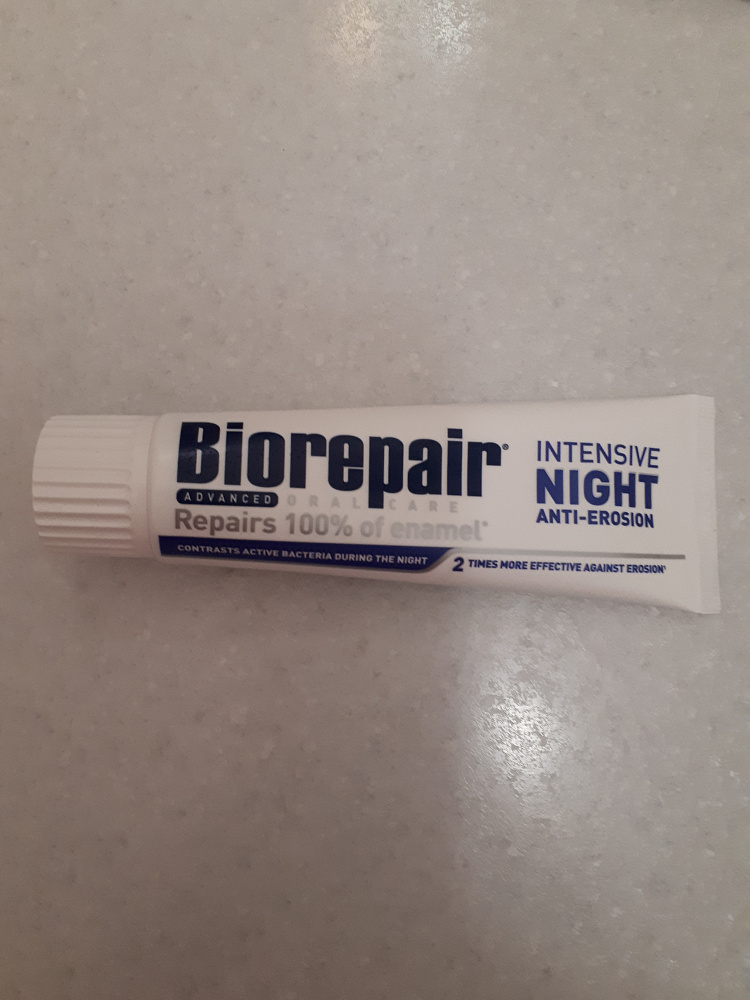 Biorepair®
ADVANCED ORAL CARE
Repairs 100% of enamel*
CONTRASTS ACTIVE BACTERIA DURING THE NIGHT
2 TIMES MORE EFFECTIVE AGAINST EROSION¹
INTENSIVE
NIGHT
ANTI-EROSION